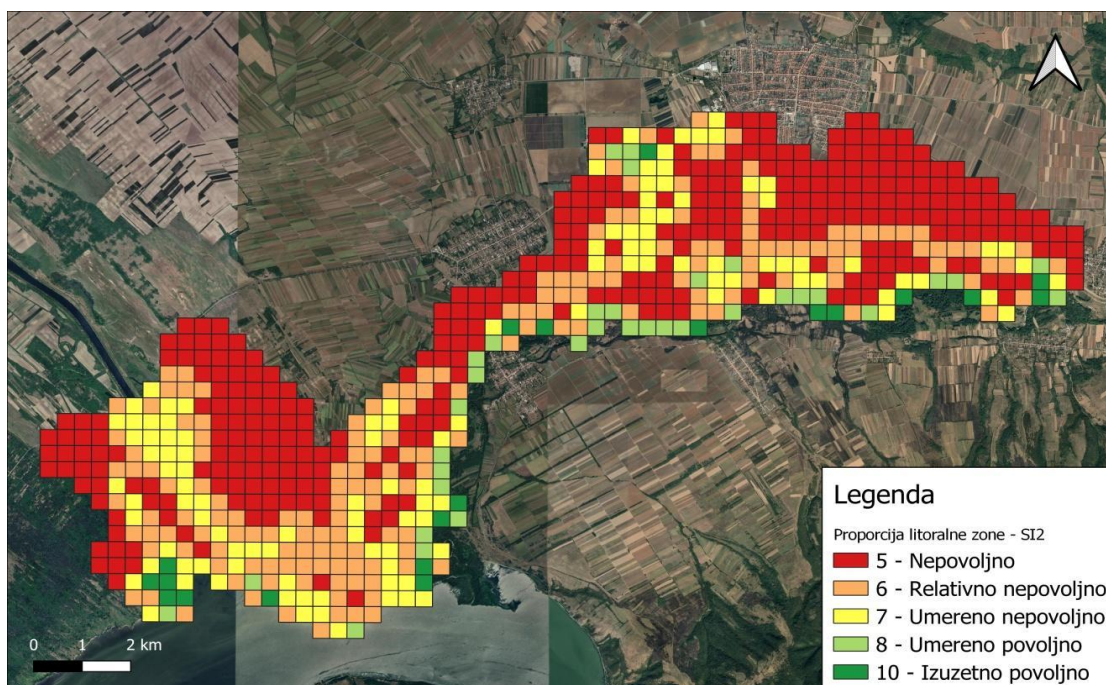 0 1 2 km
Legenda
Proporcija litoralne zone - SI2
5 - Nepovoljno
6 - Relativno nepovoljno
7 - Umereno nepovoljno
8 - Umereno povoljno
10 - Izuzetno povoljno